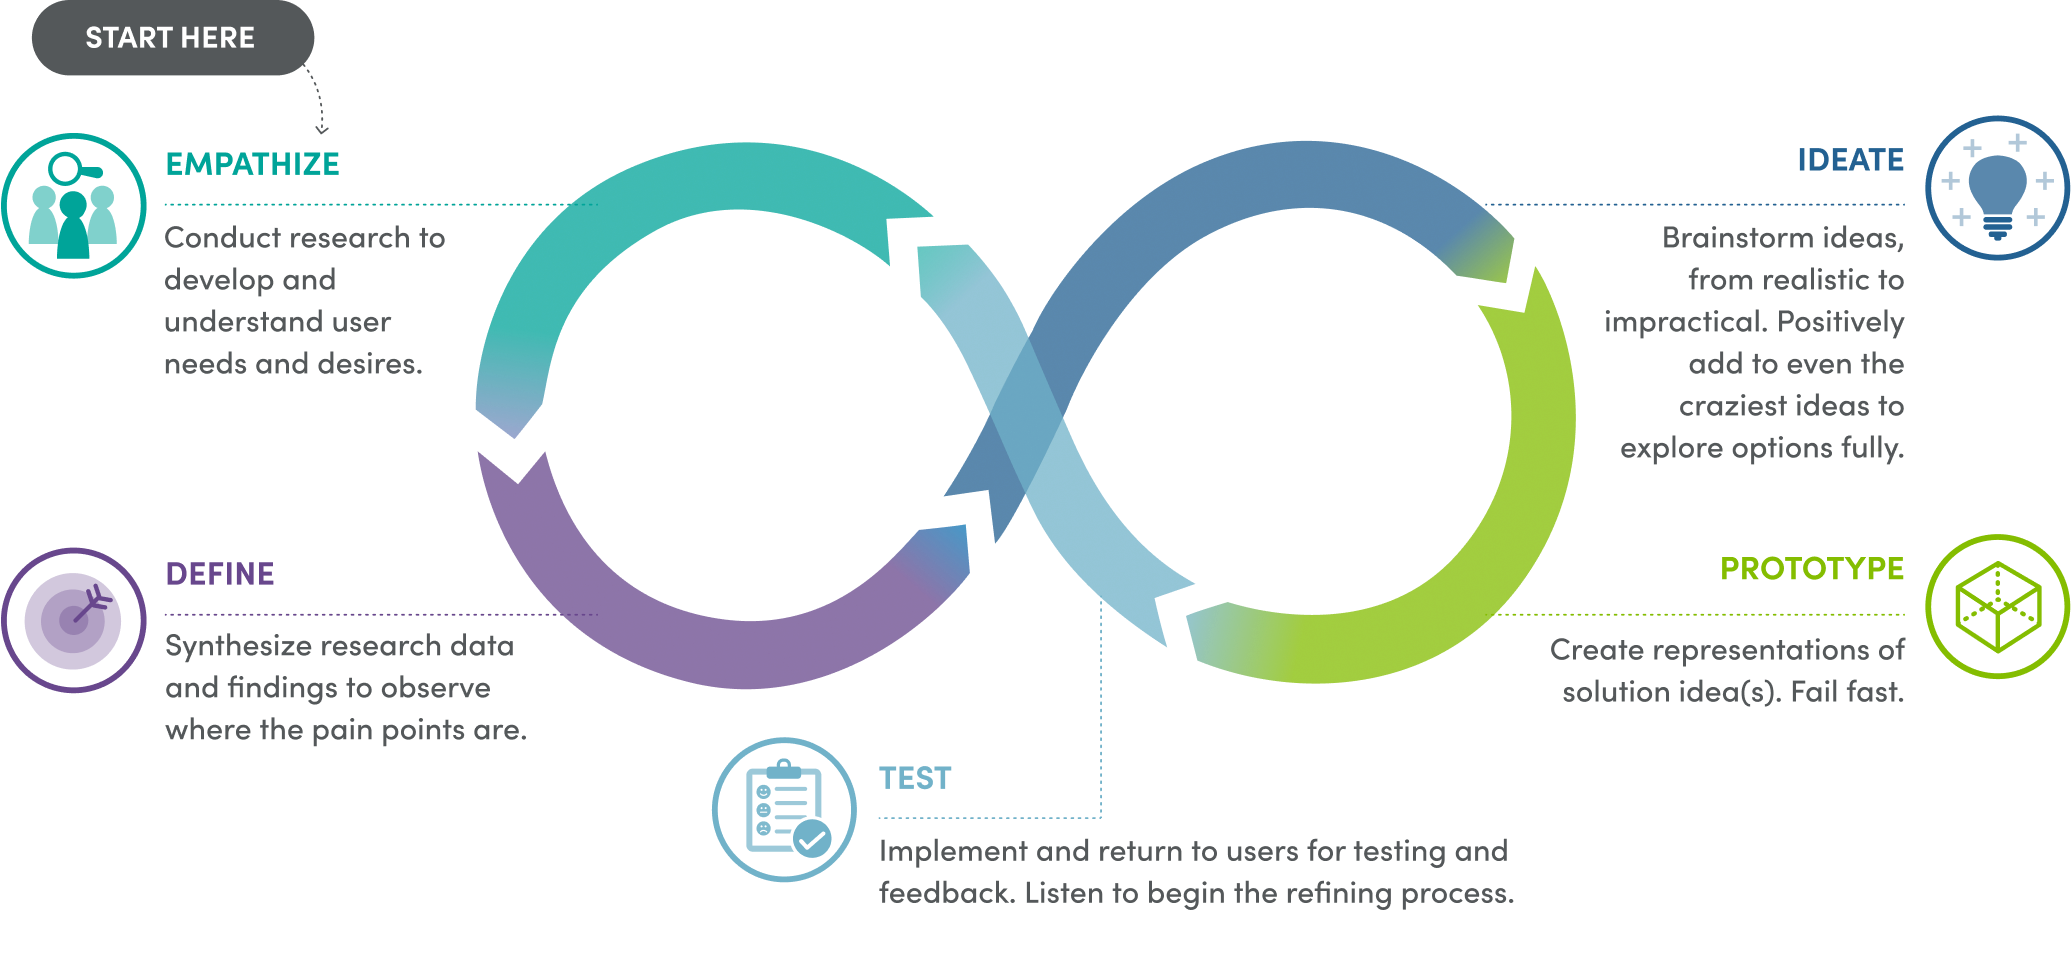 START HERE
EMPATHIZE
Conduct research to
develop and
understand user
needs and desires.
DEFINE
Synthesize research data
and findings to observe
where the pain points are.
IDEATE
Brainstorm ideas,
from realistic to
impractical. Positively
add to even the
craziest ideas to
explore options fully.
PROTOTYPE
Create representations of
solution idea(s). Fail fast.
TEST
Implement and return to users for testing and
feedback. Listen to begin the refining process.